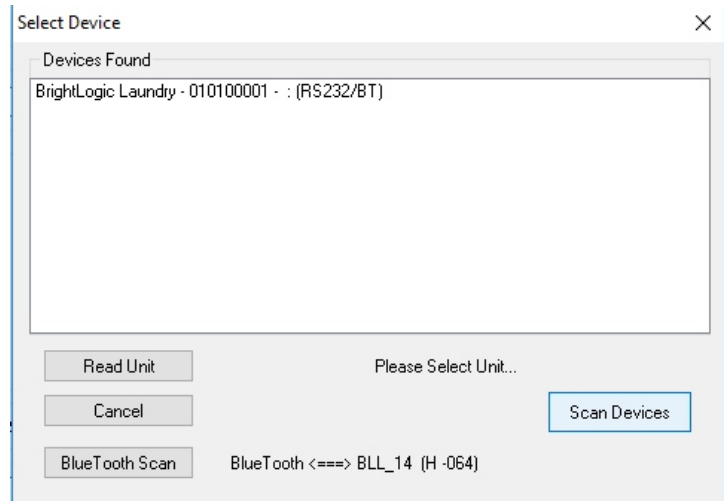 Select Device
Devices Found
BrightLogic Laundry - 010100001 -  : (RS232/BT)
Read Unit
Please Select Unit...
Cancel
Scan Devices
BlueTooth Scan
BlueTooth <===> BLL_14  (H -064)